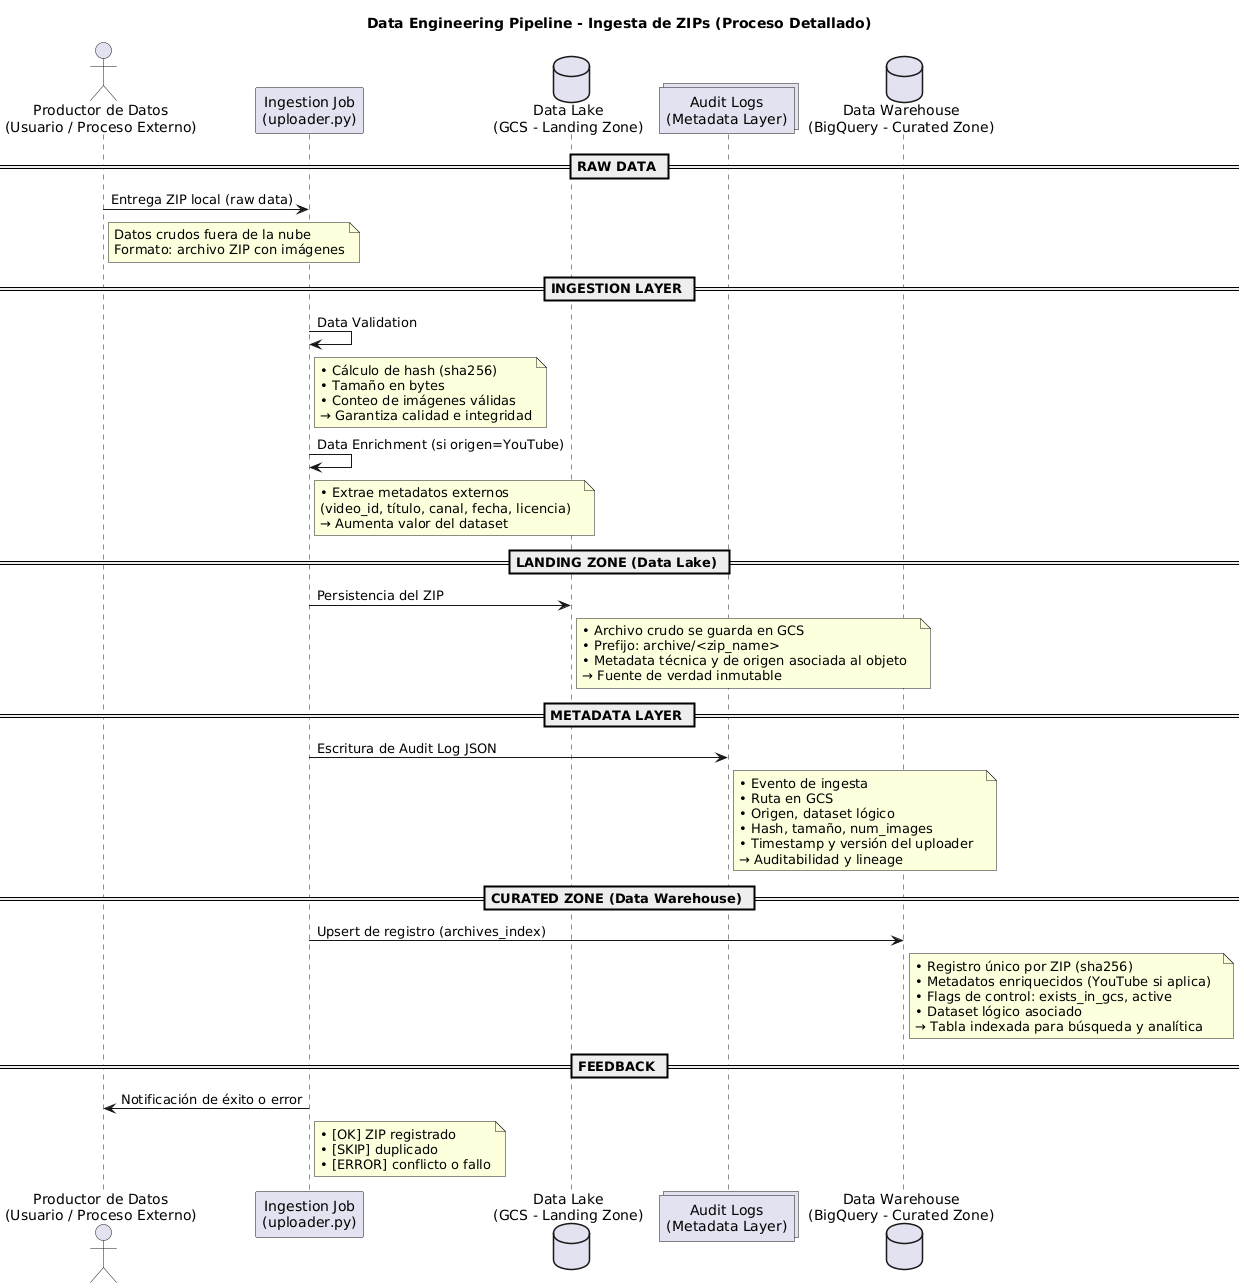 Data Engineering Pipeline - Ingesta de ZIPs (Proceso Detallado)
Productor de Datos
(Usuario / Proceso Externo)
Ingestion Job
(uploader.py)
Data Lake
(GCS - Landing Zone)
Audit Logs
(Metadata Layer)
Data Warehouse
(BigQuery - Curated Zone)
RAW DATA
Entrega ZIP local (raw data)
Datos crudos fuera de la nube
Formato: archivo ZIP con imágenes
INGESTION LAYER
Data Validation
• Cálculo de hash (sha256)
• Tamaño en bytes
• Conteo de imágenes válidas
→ Garantiza calidad e integridad
Data Enrichment (si origen=YouTube)
• Extrae metadatos externos
(video_id, título, canal, fecha, licencia)
→ Aumenta valor del dataset
LANDING ZONE (Data Lake)
Persistencia del ZIP
• Archivo crudo se guarda en GCS
• Prefijo: archive/<zip_name>
• Metadata técnica y de origen asociada al objeto
→ Fuente de verdad inmutable
METADATA LAYER
Escritura de Audit Log JSON
• Evento de ingesta
• Ruta en GCS
• Origen, dataset lógico
• Hash, tamaño, num_images
• Timestamp y versión del uploader
→ Auditabilidad y lineage
CURATED ZONE (Data Warehouse)
Upsert de registro (archives_index)
• Registro único por ZIP (sha256)
• Metadatos enriquecidos (YouTube si aplica)
• Flags de control: exists_in_gcs, active
• Dataset lógico asociado
→ Tabla indexada para búsqueda y analítica
FEEDBACK
Notificación de éxito o error
• [OK] ZIP registrado
• [SKIP] duplicado
• [ERROR] conflicto o fallo
Productor de Datos
(Usuario / Proceso Externo)
Ingestion Job
(uploader.py)
Data Lake
(GCS - Landing Zone)
Audit Logs
(Metadata Layer)
Data Warehouse
(BigQuery - Curated Zone)